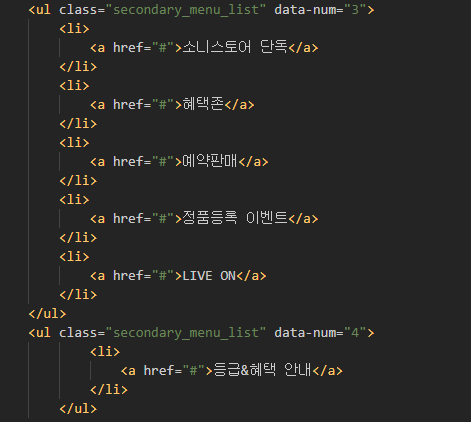 <ul class="secondary_menu_list" data-num="3">
<li>
<a href="#">소니스토어 단독</a>
</li>
<li>
<a href="#">혜택존</a>
</li>
<li>
<a href="#">예약판매</a>
</li>
<li>
<a href="#">정품등록 이벤트</a>
</li>
<li>
<a href="#">LIVE ON</a>
</li>
</ul>
<ul class="secondary_menu_list" data-num="4">
<li>
<a href="#">등급&혜택 안내</a>
</li>
</ul>